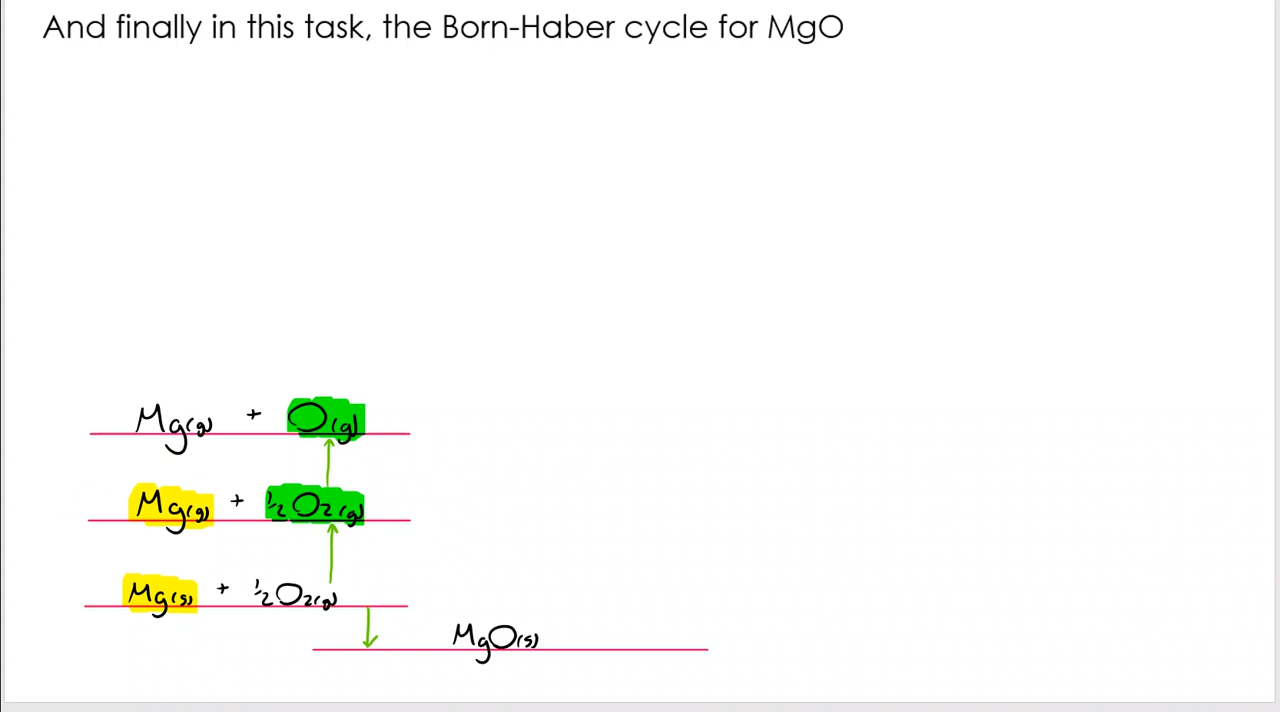 And finally in this task, the Born-Haber cycle for MgO
Mg(g) + O(g)
Mg(g) + ½O2(g)
Mg(s) + ½O2(g)
MgO(s)